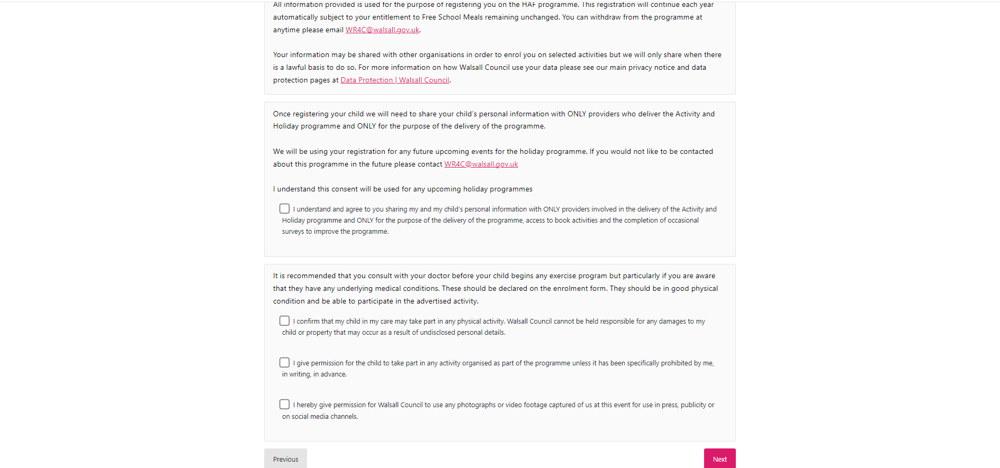 All information provided is used for the purpose of registering you on the HAF programme. This registration will continue each year
automatically subject to your entitlement to Free School Meals remaining unchanged. You can withdraw from the programme at
anytime please email WR4C@walsall.gov.uk.
Your information may be shared with other organisations in order to enrol you on selected activities but we will only share when there
is a lawful basis to do so. For more information on how Walsall Council use your data please see our main privacy notice and data
protection pages at Data Protection | Walsall Council.
Once registering your child we will need to share your child's personal information with ONLY providers who deliver the Activity and
Holiday programme and ONLY for the purpose of the delivery of the programme.
We will be using your registration for any future upcoming events for the holiday programme. If you would not like to be contacted
about this programme in the future please contact WR4C@walsall.gov.uk
I understand this consent will be used for any upcoming holiday programmes
I understand and agree to you sharing my and my child's personal information with ONLY providers involved in the delivery of the Activity and
Holiday programme and ONLY for the purpose of the delivery of the programme, access to book activities and the completion of occasional
surveys to improve the programme.
It is recommended that you consult with your doctor before your child begins any exercise program but particularly if you are aware
that they have any underlying medical conditions. These should be declared on the enrolment form. They should be in good physical
condition and be able to participate in the advertised activity.
I confirm that my child in my care may take part in any physical activity. Walsall Council cannot be held responsible for any damages to my
child or property that may occur as a result of undisclosed personal details.
I give permission for the child to take part in any activity organised as part of the programme unless it has been specifically prohibited by me,
in writing, in advance.
I hereby give permission for Walsall Council to use any photographs or video footage captured of us at this event for use in press, publicity or
on social media channels.
Previous
Next